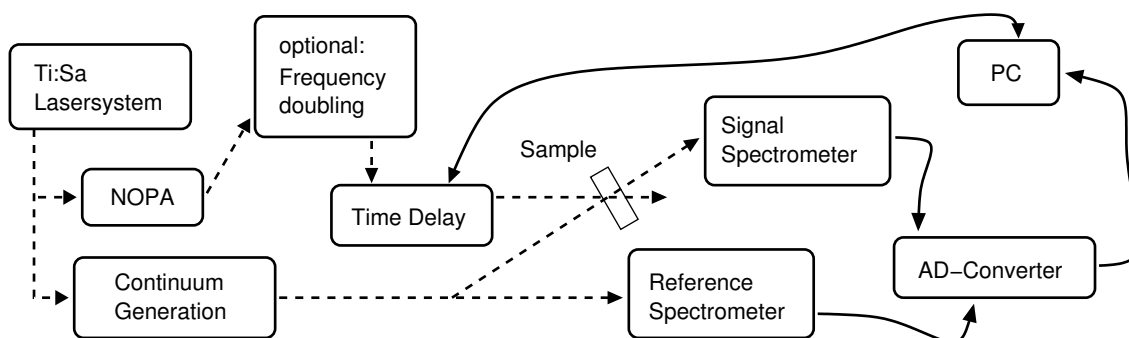 Ti:Sa
Lasersystem
optional:
Frequency
doubling
PC
Signal
Spectrometer
Sample
NOPA
Time Delay
Continuum
Generation
Reference
Spectrometer
AD−Converter